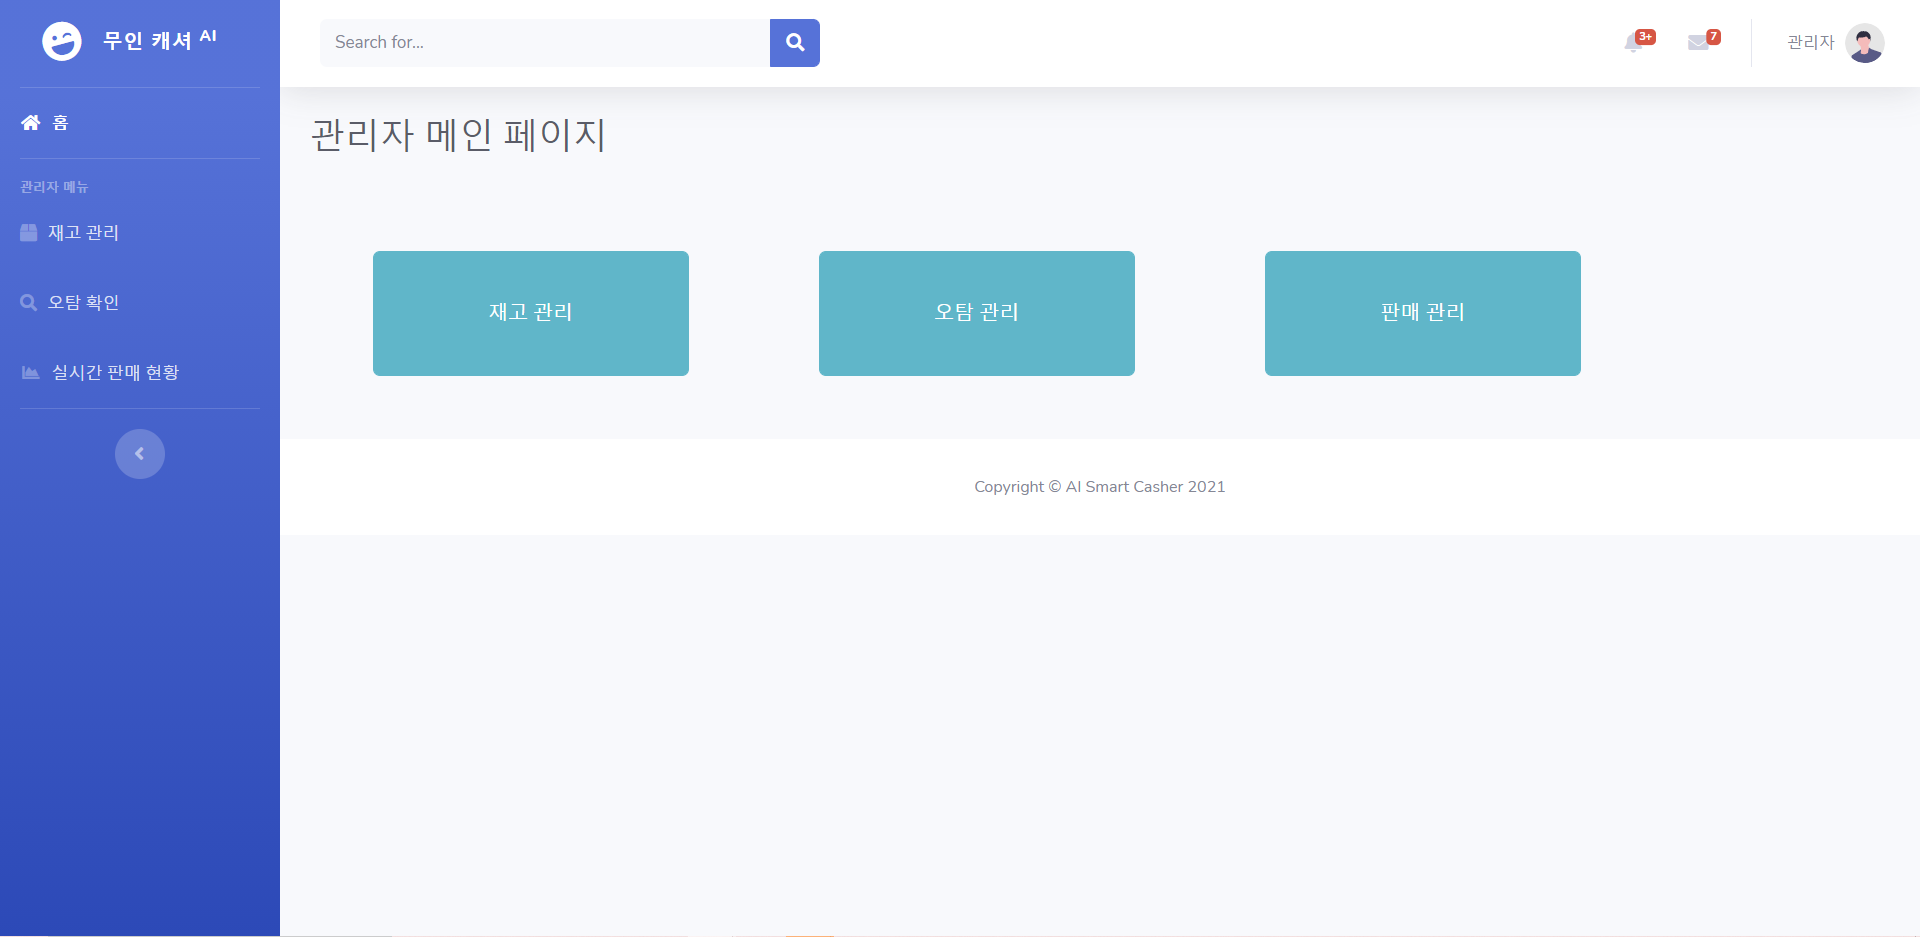 무인 캐셔 AI
홈
관리자 메뉴
재고 관리
오탐 확인
실시간 판매 현황
Search for...
3+
7
관리자
관리자 메인 페이지
재고 관리
오탐 관리
판매 관리
Copyright © AI Smart Casher 2021